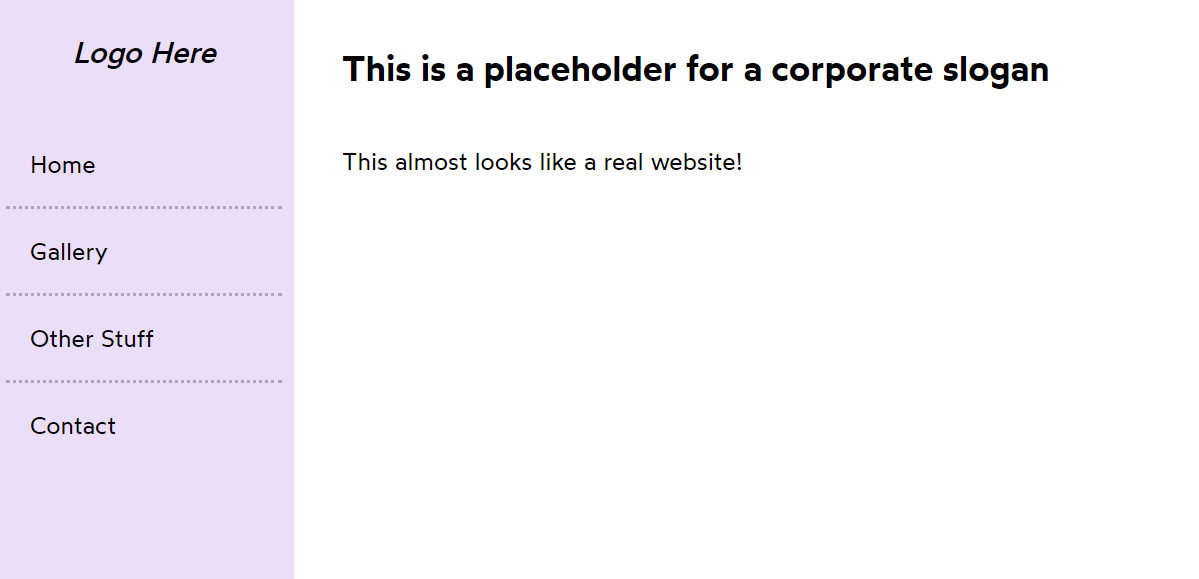 Logo Here
Home
Gallery
Other Stuff
Contact
This is a placeholder for a corporate slogan
This almost looks like a real website!